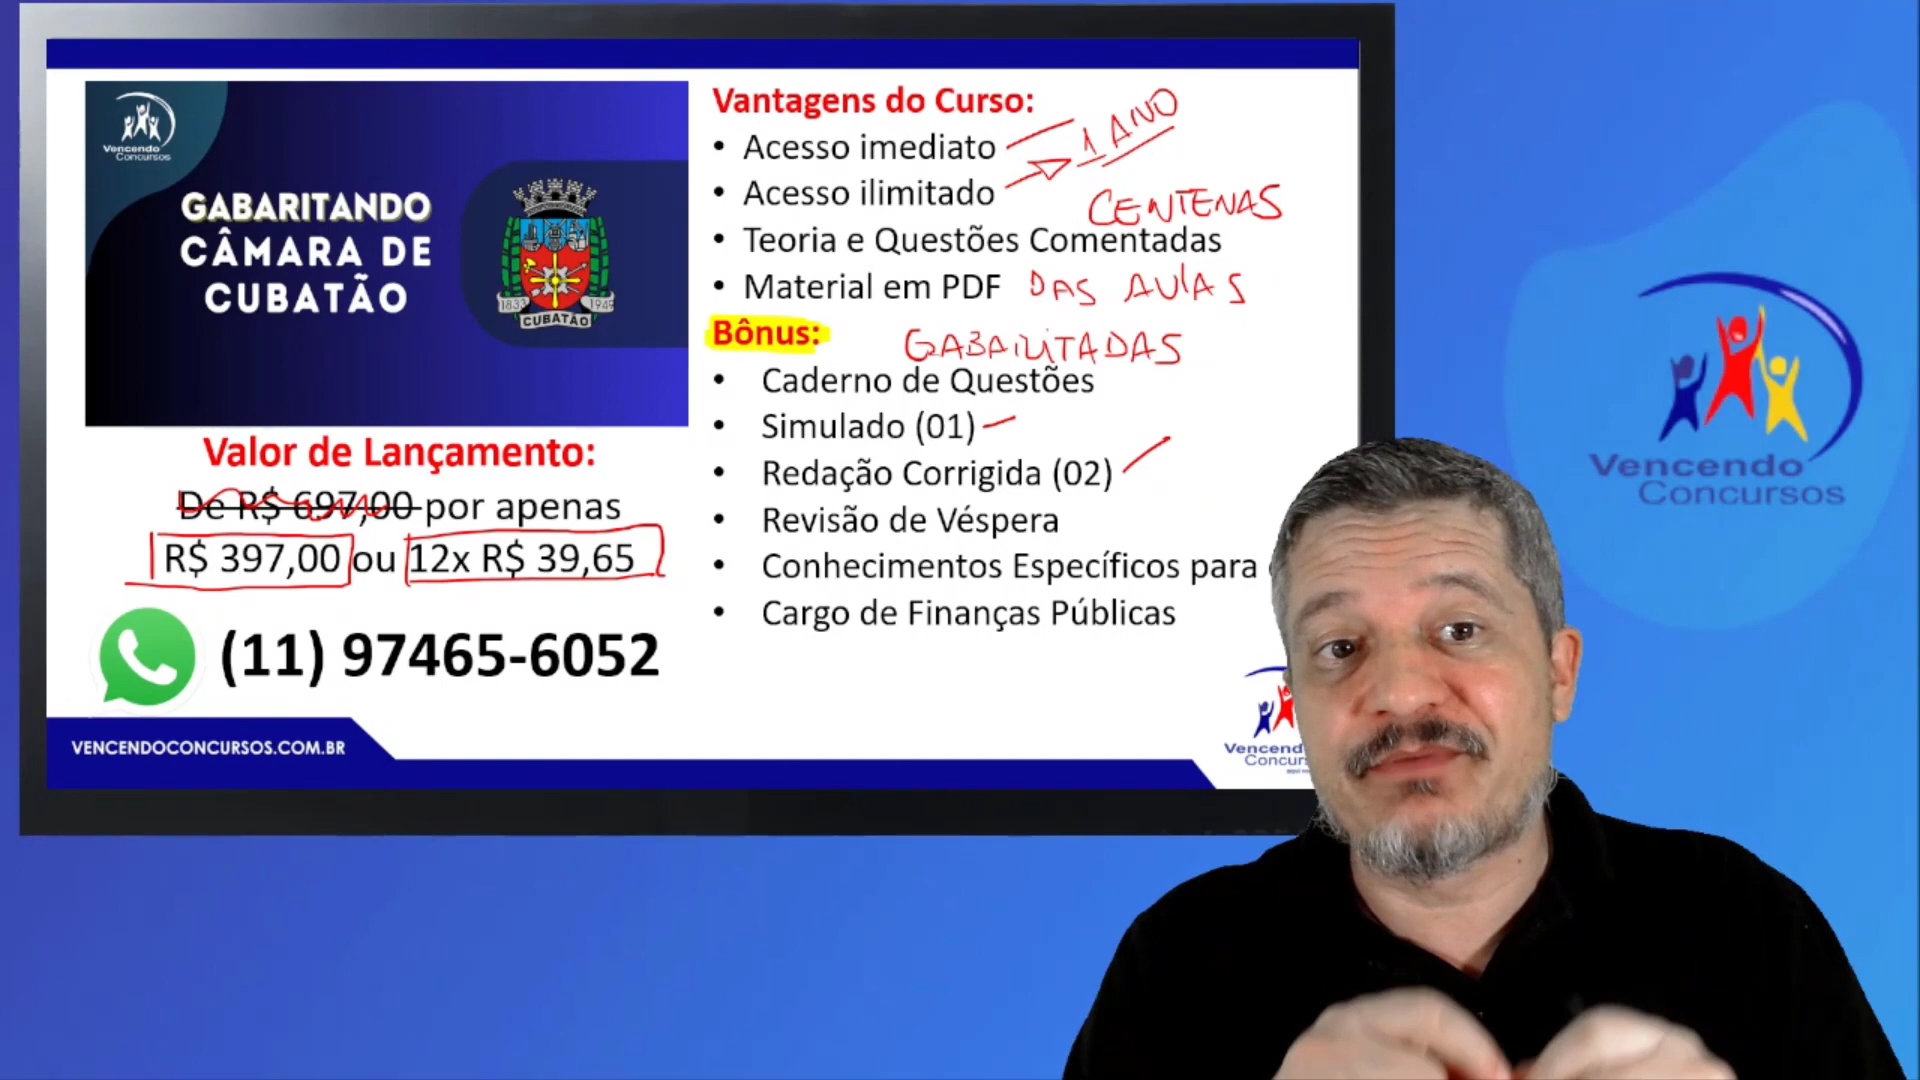 Vencendo
Concursos
GABARITANDO
CÂMARA DE
CUBATÃO
1833
1949
CUBATÃO
Valor de Lançamento:
De R$ 697,00 por apenas
R$ 397,00 ou 12x R$ 39,65
(11) 97465-6052
VENCENDOCONCURSOS.COM.BR
Vantagens do Curso:
• Acesso imediato
1 ANO
• Acesso ilimitado
CENTENAS
• Teoria e Questões Comentadas
• Material em PDF DAS AULAS
Bônus:
GABARITADAS
• Caderno de Questões
• Simulado (01)
• Redação Corrigida (02)
• Revisão de Véspera
• Conhecimentos Específicos para
• Cargo de Finanças Públicas
Vencendo
Concursos